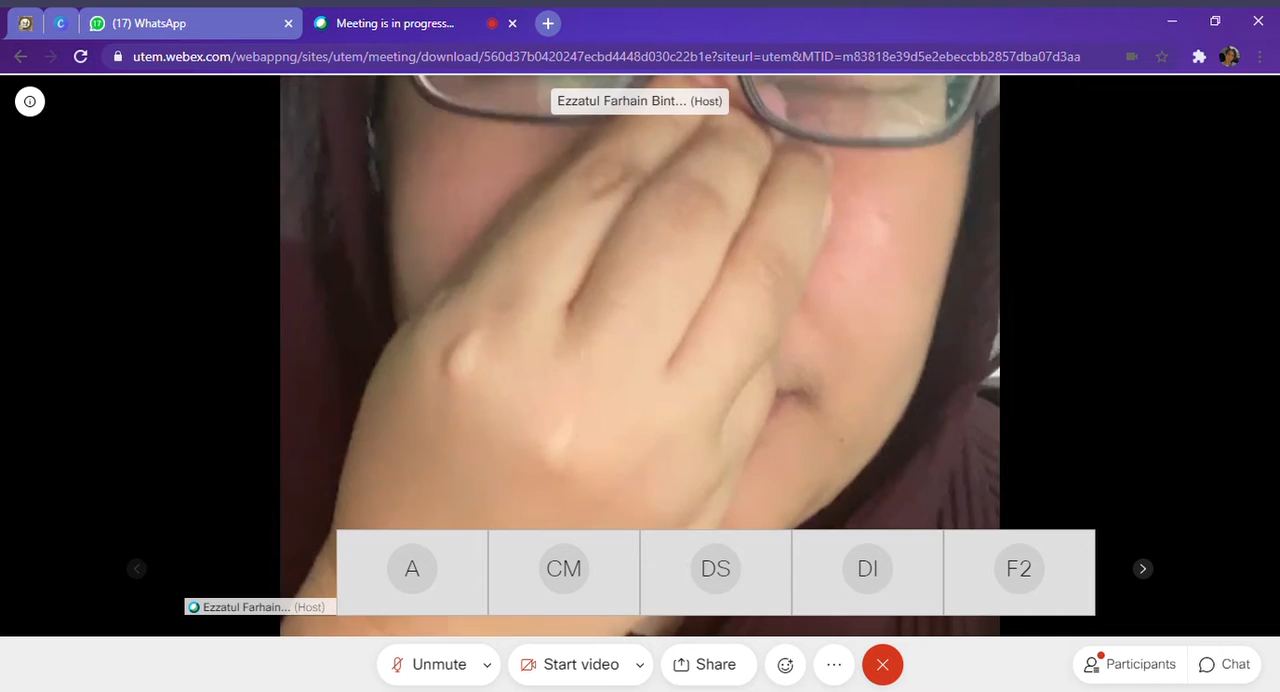 (17) WhatsApp
Meeting is in progress...
utem.webex.com/webappng/sites/utem/meeting/download/560d37b0420247ecbd4448d030c22b1e?siteurl=utem&MTID=m83818e39d5e2ebeccbb2857dba07d3aa
Ezzatul Farhain Bint... (Host)
A CM DS DI F2
Ezzatul Farhain... (Host)
Unmute Start video Share Participants Chat